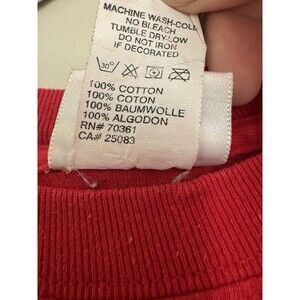 MACHINE WASH-COLD
NO BLEACH
TUMBLE DRY-LOW
DO NOT IRON
IF DECORATED
30°
100% COTTON
100% COTON
100% BAUMWOLLE
100% ALGODON
RN# 70361
CA# 25083